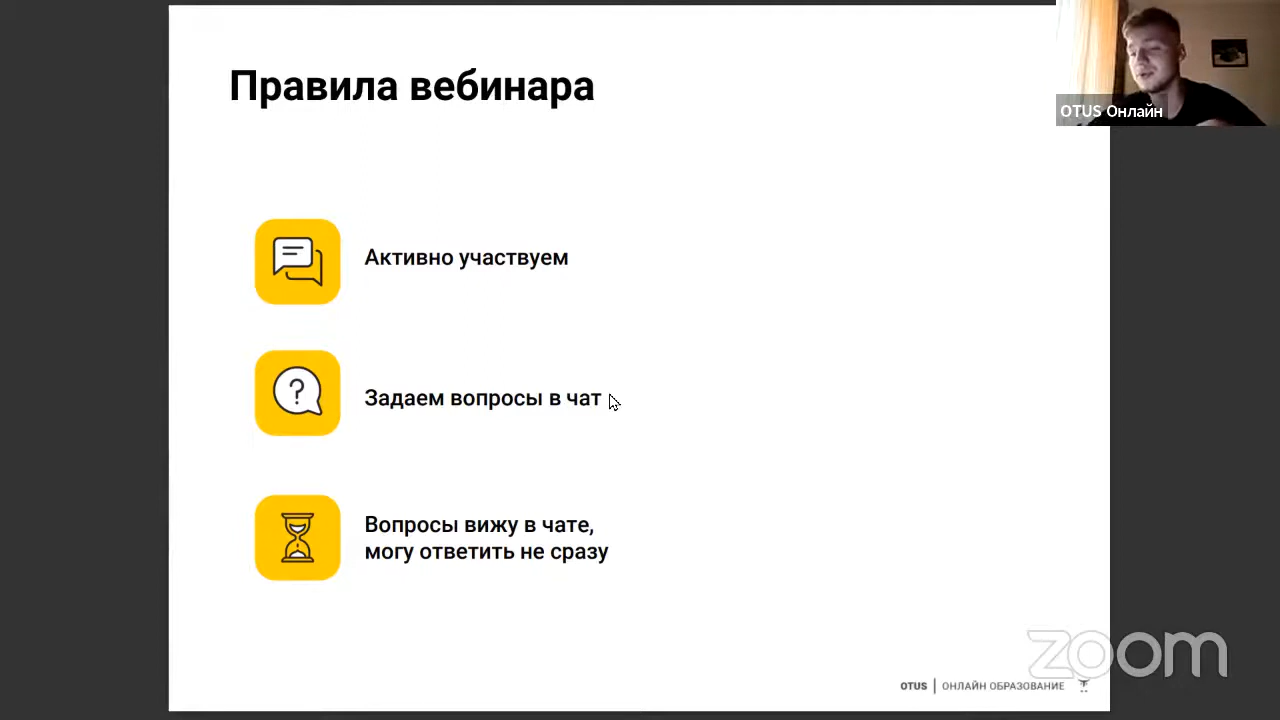 Правила вебинара
OTUS Онлайн
Активно участвуем
?
Задаем вопросы в чат
Вопросы вижу в чате,
могу ответить не сразу
zoom
OTUS | ОНЛАЙН ОБРАЗОВАНИЕ